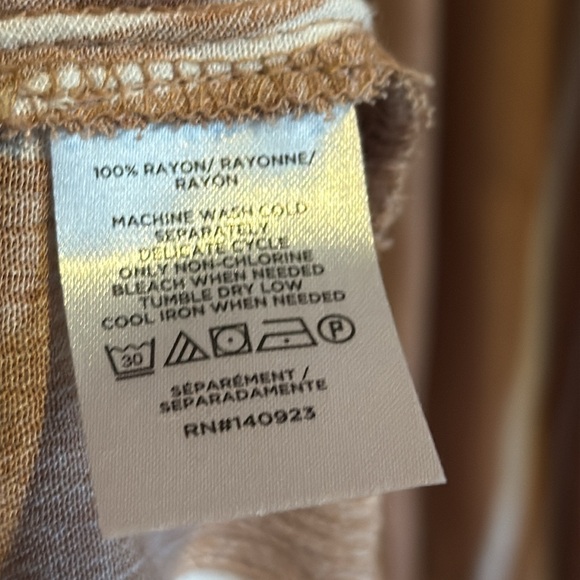 100% RAYON/ RAYONNE/
RAYÓN
MACHINE WASH COLD
SEPARATELY
DELICATE CYCLE
ONLY NON-CHLORINE
BLEACH WHEN NEEDED
TUMBLE DRY LOW
COOL IRON WHEN NEEDED
30 P
SÉPARÉMENT /
SEPARADAMENTE
RN#140923